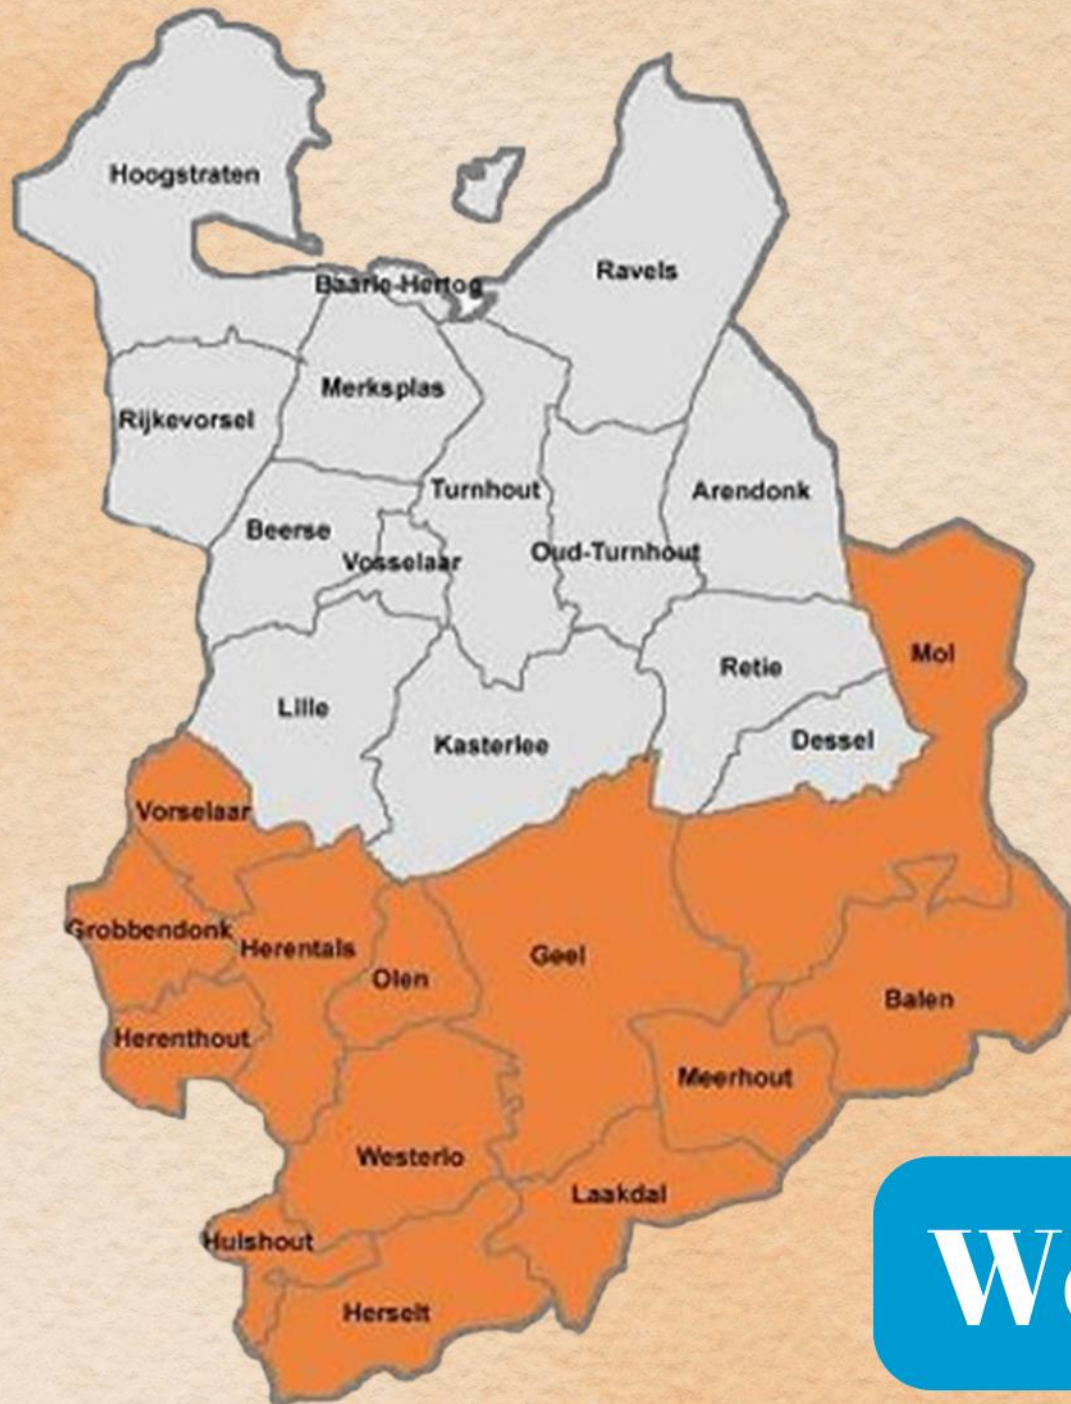 Hoogstraten
Ravels
Baarle-Hertog
Merksplas
Rijkevorsel
Turnhout
Arendonk
Beerse
Vosselaar
Oud-Turnhout
Mol
Retie
Lille
Kasterlee
Dessel
Vorselaar
Grobbendonk
Herentals
Geel
Olen
Balen
Herenthout
Meerhout
Westerlo
Laakdal
Hulshout
Herselt